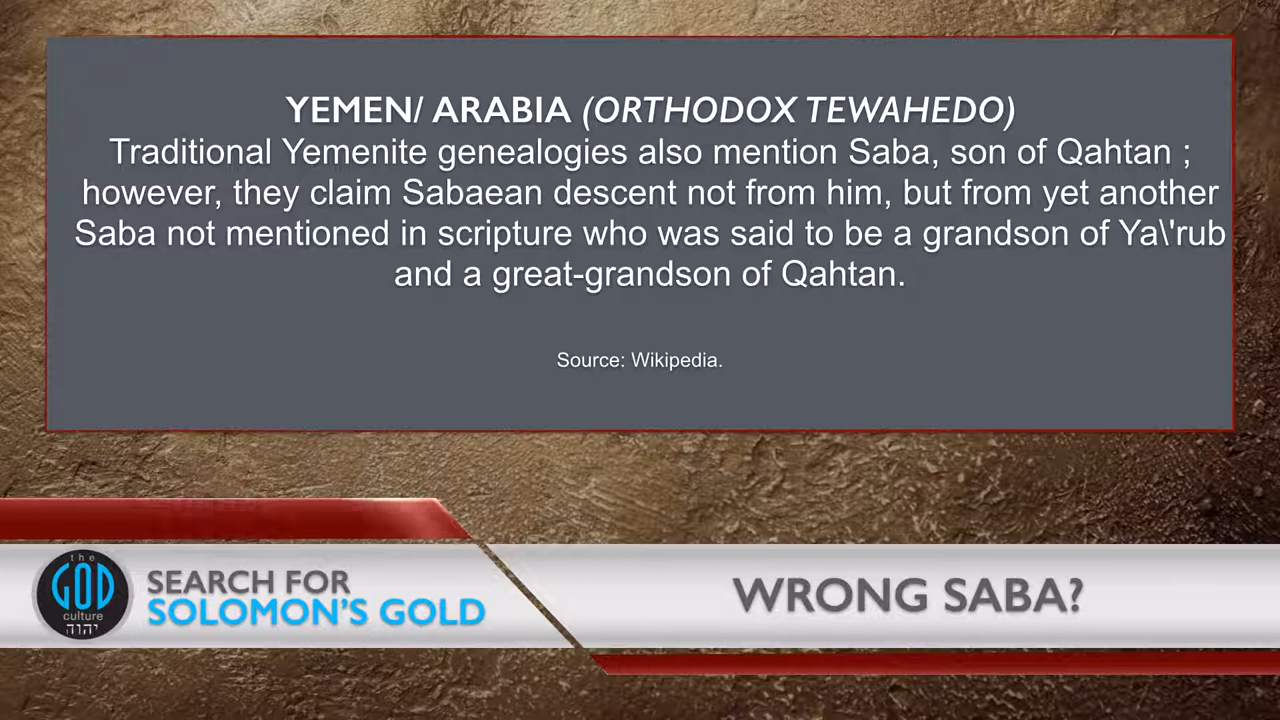 YEMEN/ ARABIA (ORTHODOX TEWAHEDO)
Traditional Yemenite genealogies also mention Saba, son of Qahtan ;
however, they claim Sabaean descent not from him, but from yet another
Saba not mentioned in scripture who was said to be a grandson of Ya\'rub
and a great-grandson of Qahtan.
Source: Wikipedia.
the
GOD
culture
יהוה
SEARCH FOR
SOLOMON'S GOLD
WRONG SABA?